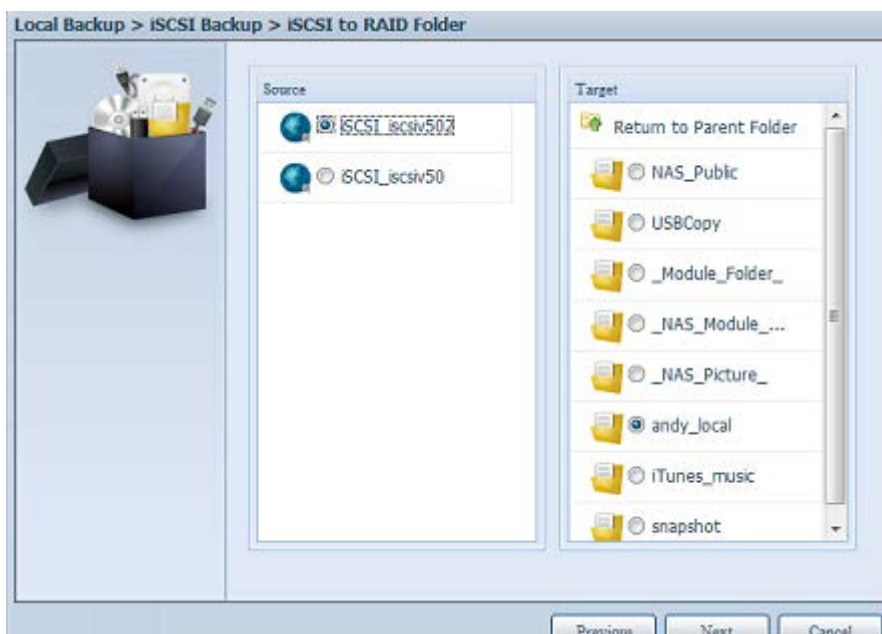 Local Backup > iSCSI Backup > iSCSI to RAID Folder
Source
iSCSI_iscsiv502
iSCSI_iscsiv50
Target
Return to Parent Folder
NAS_Public
USBCopy
_Module_Folder_
_NAS_Module_...
_NAS_Picture_
andy_local
iTunes_music
snapshot
Previous Next Cancel